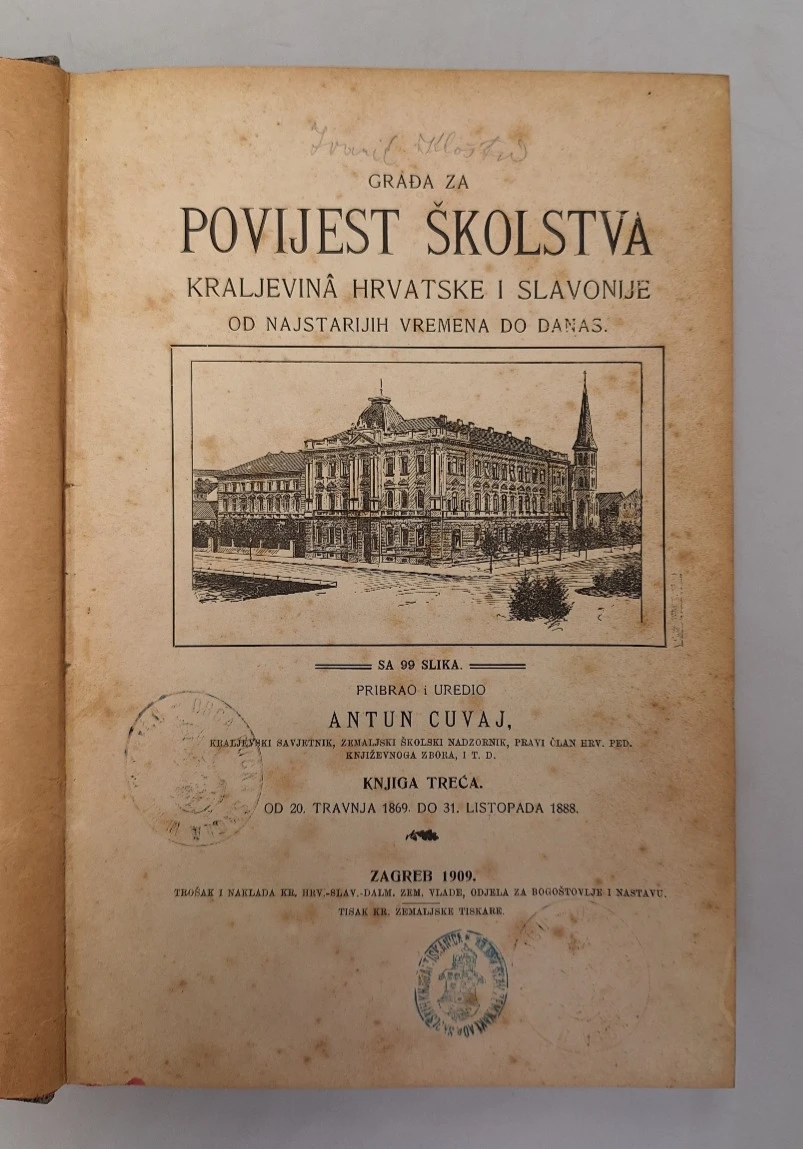 Ivanić Kloštar
GRAĐA ZA
POVIJEST ŠKOLSTVA
KRALJEVINÂ HRVATSKE I SLAVONIJE
OD NAJSTARIJIH VREMENA DO DANAS.
SA 99 SLIKA.
PRIBRAO i UREDIO
ANTUN CUVAJ,
KRALJEVSKI SAVJETNIK, ZEMALJSKI ŠKOLSKI NADZORNIK, PRAVI ČLAN HRV. PED.
KNJIŽEVNOGA ZBORA, I T. D.
KNJIGA TREĆA.
OD 20. TRAVNJA 1869. DO 31. LISTOPADA 1888.
ZAGREB 1909.
TROŠAK I NAKLADA KR. HRV.-SLAV.-DALM. ZEM. VLADE, ODJELA ZA BOGOŠTOVLJE I NASTAVU.
TISAK KR. ZEMALJSKE TISKARE.